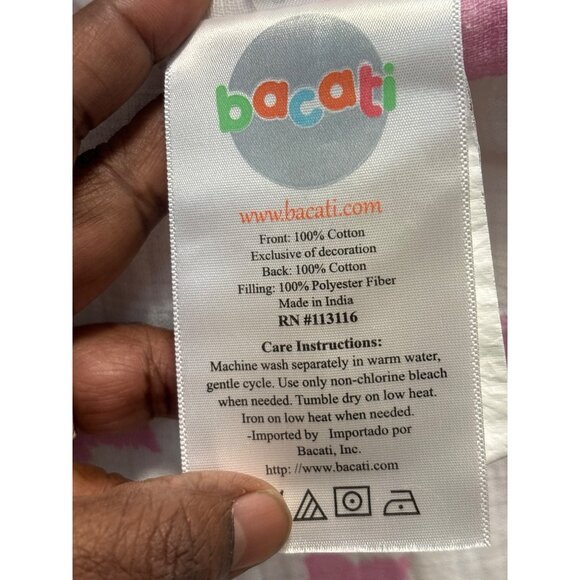 bacati
www.bacati.com
Front: 100% Cotton
Exclusive of decoration
Back: 100% Cotton
Filling: 100% Polyester Fiber
Made in India
RN #113116
Care Instructions:
Machine wash separately in warm water,
gentle cycle. Use only non-chlorine bleach
when needed. Tumble dry on low heat.
Iron on low heat when needed.
-Imported by Importado por
Bacati, Inc.
http: //www.bacati.com